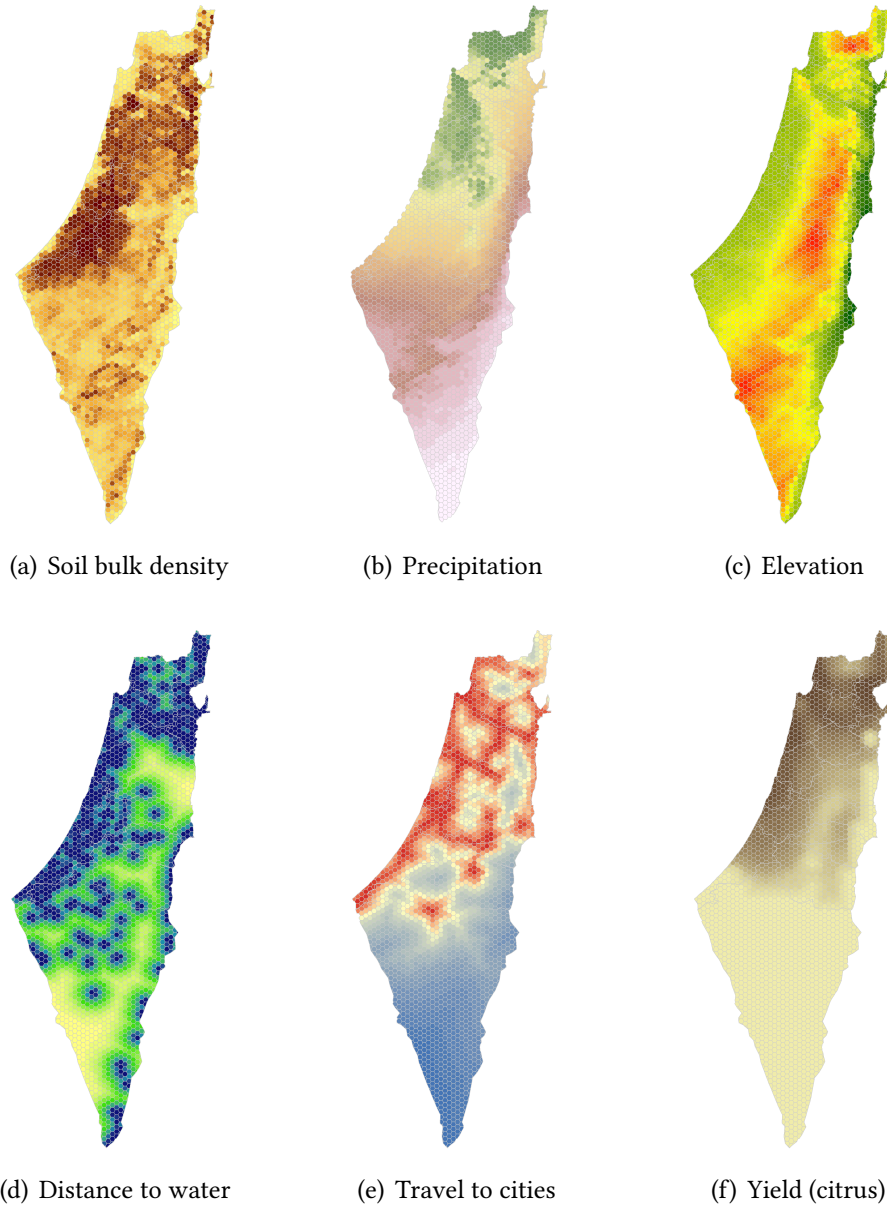 (a) Soil bulk density
(b) Precipitation
(c) Elevation
(d) Distance to water
(e) Travel to cities
(f) Yield (citrus)